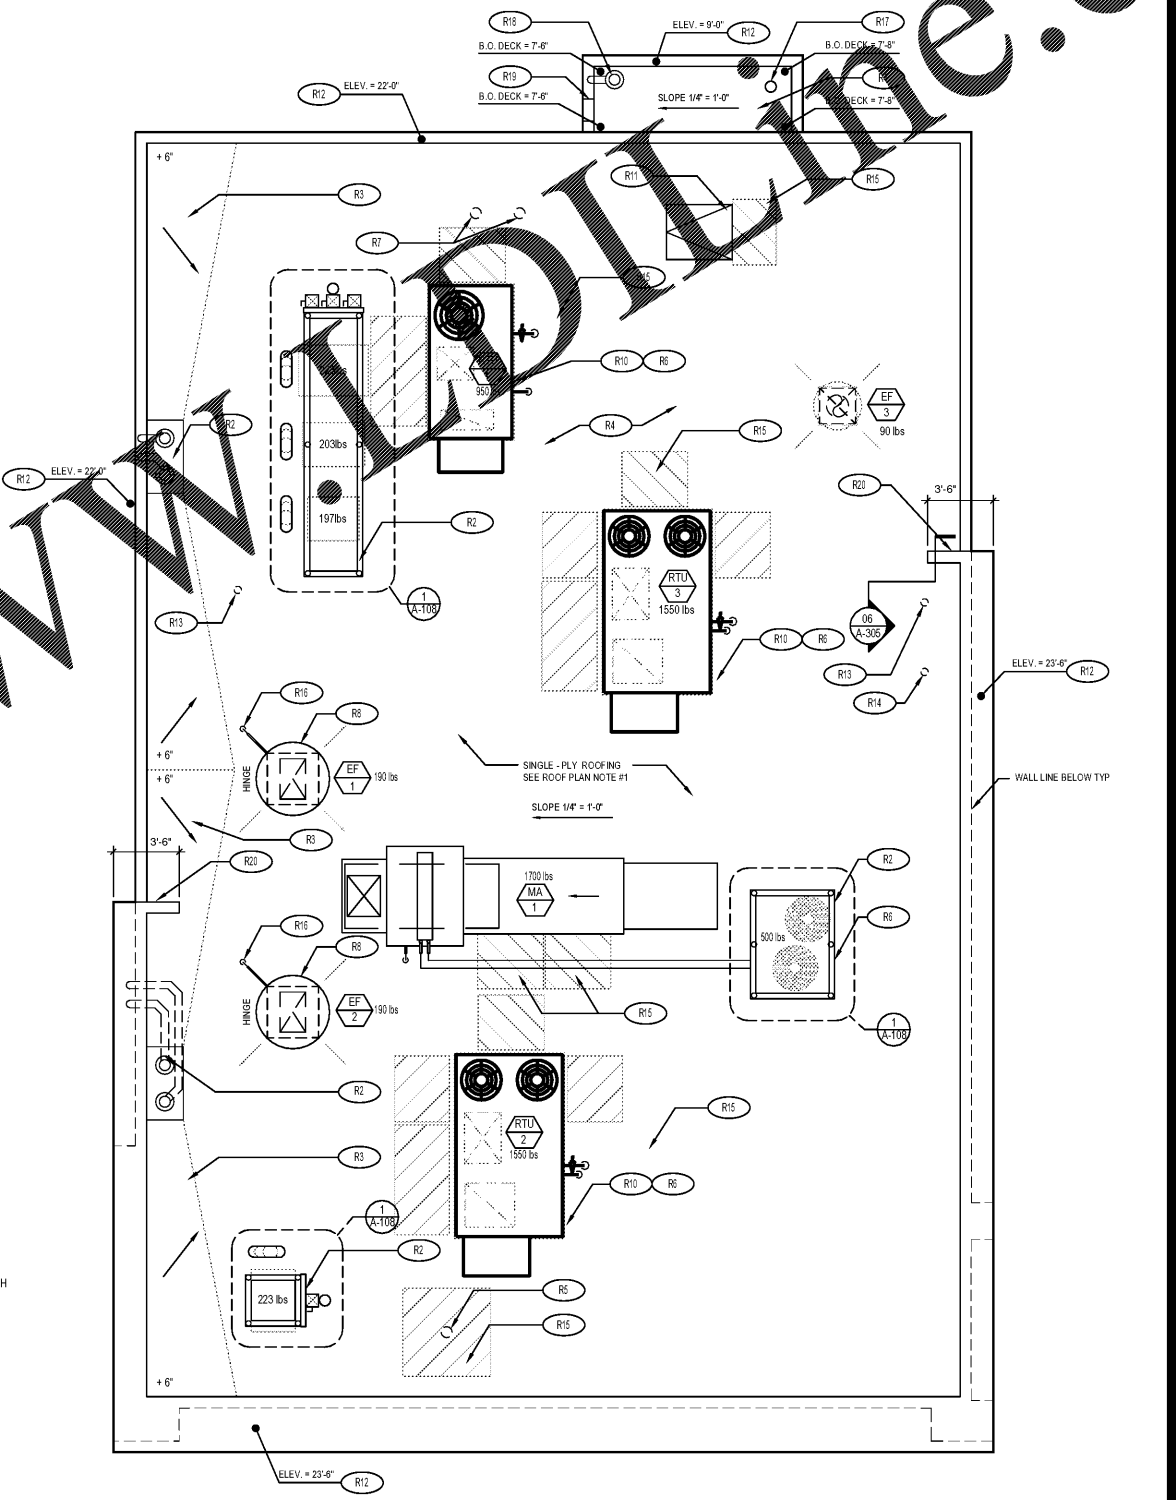 R18
ELEV. = 9'-0"
R12
R17
B.O. DECK = 7'-6"
B.O. DECK = 7'-8"
R19
B.O. DECK = 7'-6"
SLOPE 1/4" = 1'-0"
B.O. DECK = 7'-8"
R12
ELEV. = 22'-0"
+ 6"
R3
R11
R15
R7
R15
R10
R6
950
EF
3
90 lbs
R4
R15
R2
203lbs
R12
ELEV. = 22'-0"
R20
3'-6"
197lbs
R2
RTU
3
1550 lbs
1
A-108
R13
06
A-305
R10
R6
R13
R14
ELEV. = 23'-6"
R12
R16
R8
+ 6"
+ 6"
HINGE
EF
1
190 lbs
SINGLE - PLY ROOFING
SEE ROOF PLAN NOTE #1
WALL LINE BELOW TYP
SLOPE 1/4" = 1'-0"
3'-6"
R3
R20
1700 lbs
MA
1
R2
R6
500 lbs
R16
R8
HINGE
EF
2
190 lbs
R15
1
A-108
R2
R15
RTU
2
1550 lbs
R3
R10
R6
1
A-108
R2
H
223 lbs
R5
R15
+ 6"
ELEV. = 23'-6"
R12
www.LDILine.c